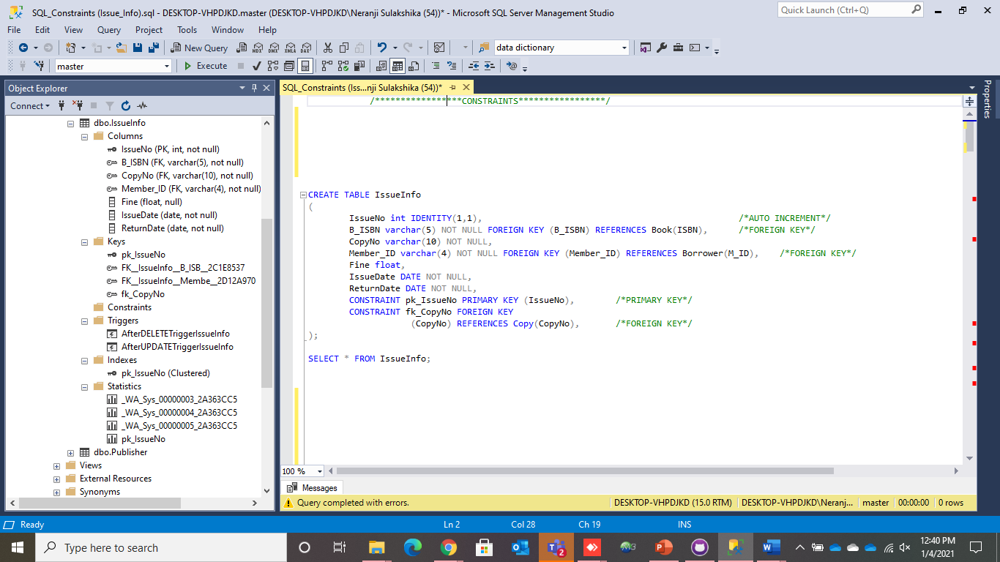 SQL_Constraints (Issue_Info).sql - DESKTOP-VHPDJKD.master (DESKTOP-VHPDJKD\Neranji Sulakshika (54))* - Microsoft SQL Server Management Studio
Quick Launch (Ctrl+Q)
File Edit View Query Project Tools Window Help
New Query MDX DMX XMLA DAX data dictionary
master Execute
Object Explorer
Connect
dbo.IssueInfo
Columns
IssueNo (PK, int, not null)
B_ISBN (FK, varchar(5), not null)
CopyNo (FK, varchar(10), not null)
Member_ID (FK, varchar(4), not null)
Fine (float, null)
IssueDate (date, not null)
ReturnDate (date, not null)
Keys
pk_IssueNo
FK__IssueInfo__B_ISB__2C1E8537
FK__IssueInfo__Membe__2D12A970
fk_CopyNo
Constraints
Triggers
AfterDELETETriggerIssueInfo
AfterUPDATETriggerIssueInfo
Indexes
pk_IssueNo (Clustered)
Statistics
_WA_Sys_00000003_2A363CC5
_WA_Sys_00000004_2A363CC5
_WA_Sys_00000005_2A363CC5
pk_IssueNo
dbo.Publisher
Views
External Resources
Synonyms
SQL_Constraints (Iss...nji Sulakshika (54))*
/*****************CONSTRAINTS*****************/
CREATE TABLE IssueInfo
(
IssueNo int IDENTITY(1,1), /*AUTO INCREMENT*/
B_ISBN varchar(5) NOT NULL FOREIGN KEY (B_ISBN) REFERENCES Book(ISBN), /*FOREIGN KEY*/
CopyNo varchar(10) NOT NULL,
Member_ID varchar(4) NOT NULL FOREIGN KEY (Member_ID) REFERENCES Borrower(M_ID), /*FOREIGN KEY*/
Fine float,
IssueDate DATE NOT NULL,
ReturnDate DATE NOT NULL,
CONSTRAINT pk_IssueNo PRIMARY KEY (IssueNo), /*PRIMARY KEY*/
CONSTRAINT fk_CopyNo FOREIGN KEY
(CopyNo) REFERENCES Copy(CopyNo), /*FOREIGN KEY*/
);
SELECT * FROM IssueInfo;
100 %
Messages
Query completed with errors. DESKTOP-VHPDJKD (15.0 RTM) DESKTOP-VHPDJKD\Neranj... master 00:00:00 0 rows
Properties
Ready Ln 2 Col 28 Ch 19 INS
Type here to search
2
12:40 PM
1/4/2021